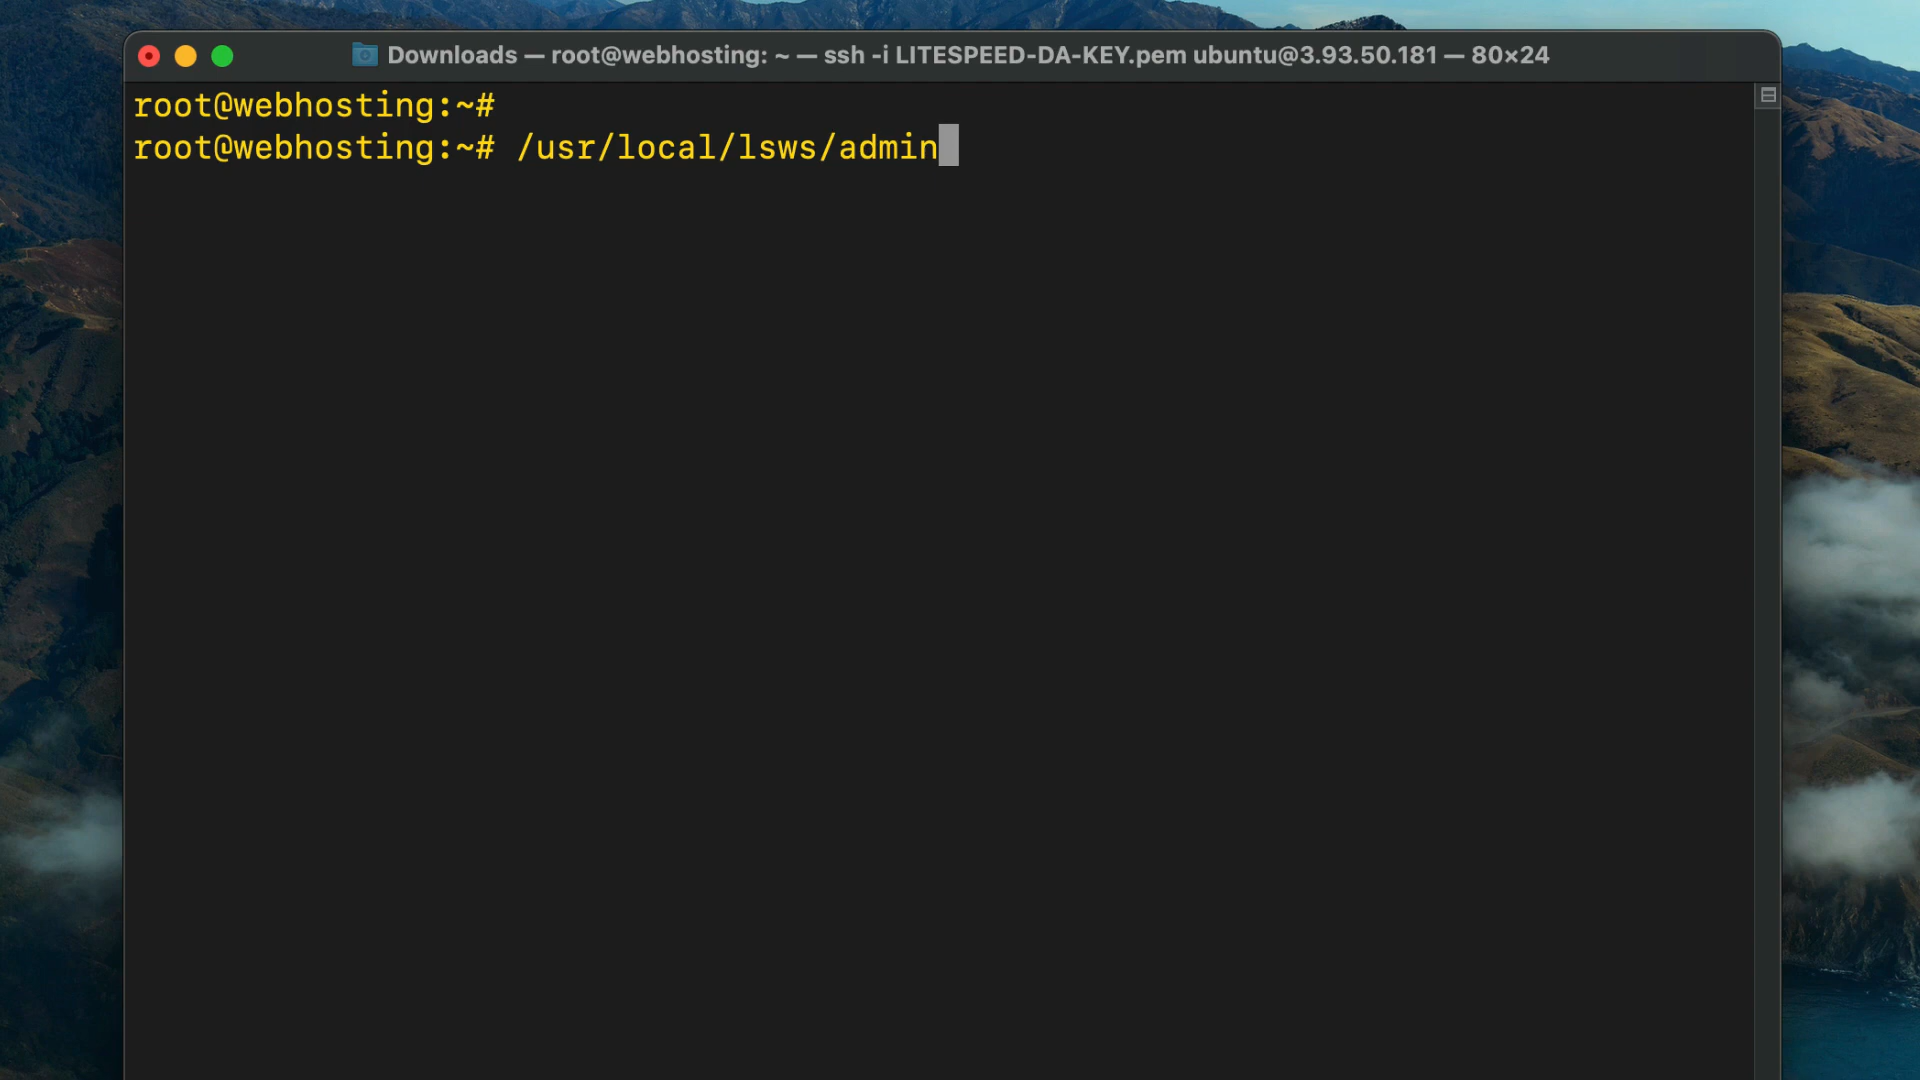 Downloads — root@webhosting: ~ — ssh -i LITESPEED-DA-KEY.pem ubuntu@3.93.50.181 — 80×24
root@webhosting:~#
root@webhosting:~# /usr/local/lsws/admin